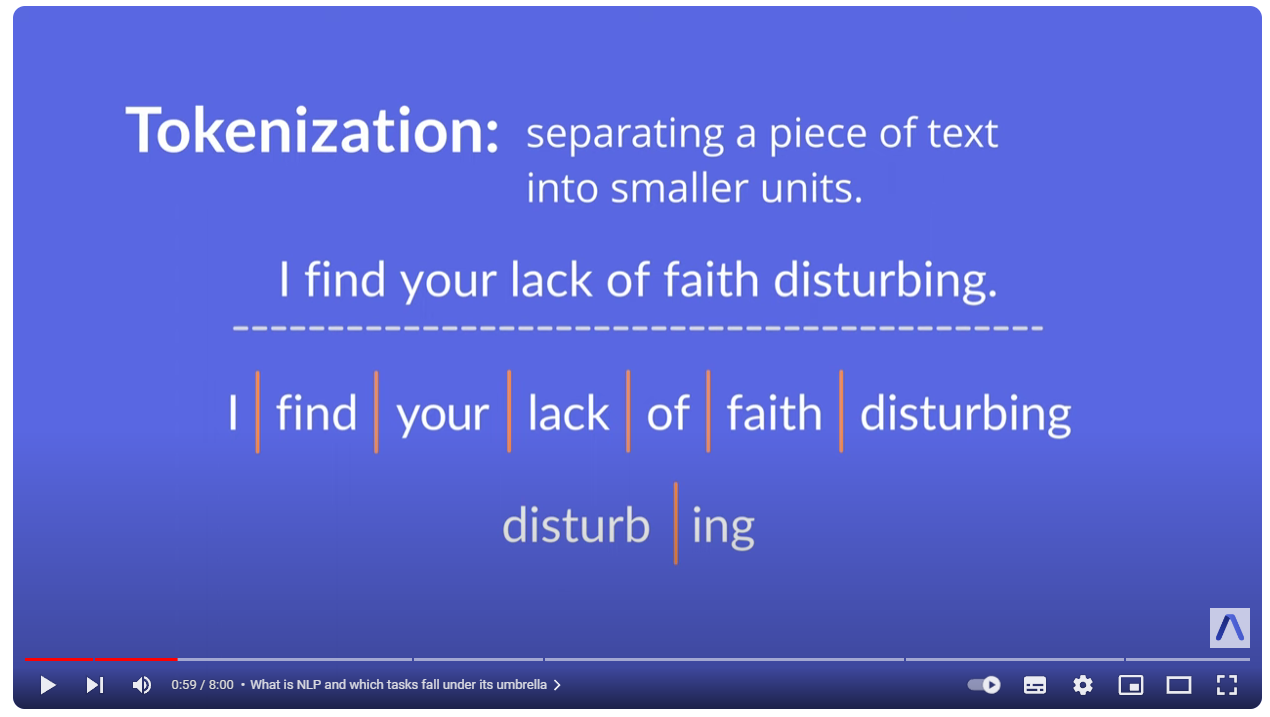 Tokenization: separating a piece of text
into smaller units.
I find your lack of faith disturbing.
I find your lack of faith disturbing
disturb ing
0:59 / 8:00 • What is NLP and which tasks fall under its umbrella